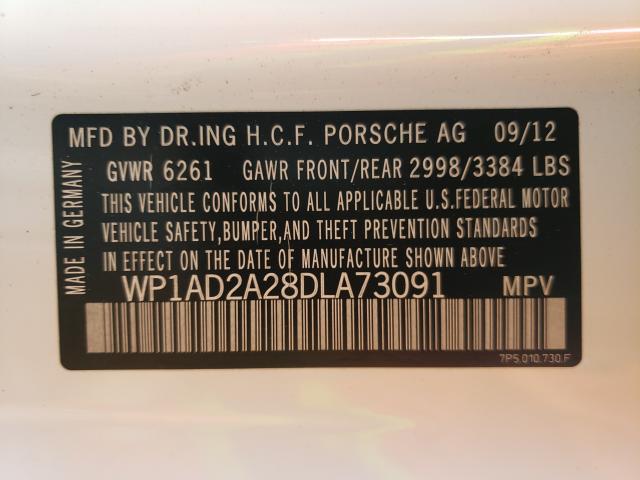 MFD BY DR.ING H.C.F. PORSCHE AG 09/12
GVWR 6261 GAWR FRONT/REAR 2998/3384 LBS
THIS VEHICLE CONFORMS TO ALL APPLICABLE U.S.FEDERAL MOTOR
VEHICLE SAFETY,BUMPER,AND THEFT PREVENTION STANDARDS
IN EFFECT ON THE DATE OF MANUFACTURE SHOWN ABOVE.
WP1AD2A28DLA73091 MPV
7P5.010.730.F
MADE IN GERMANY